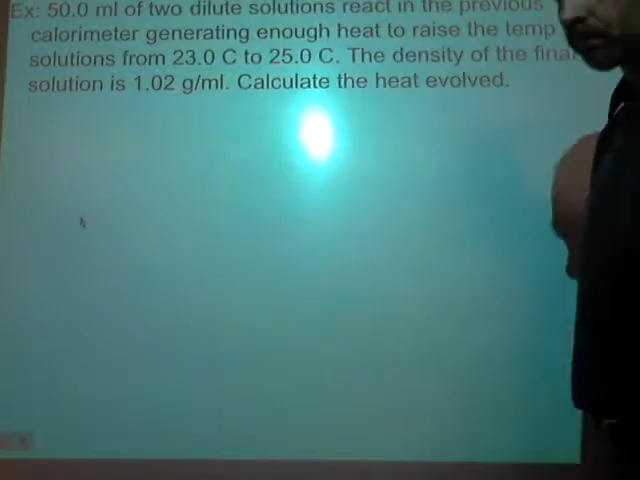 Ex: 50.0 ml of two dilute solutions react in the previous
calorimeter generating enough heat to raise the temp
solutions from 23.0 C to 25.0 C. The density of the final
solution is 1.02 g/ml. Calculate the heat evolved.